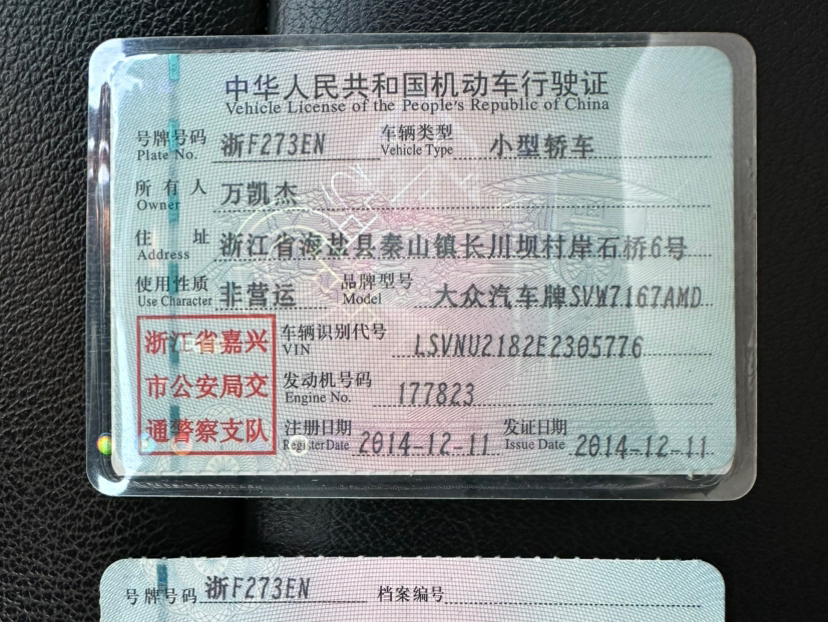 中华人民共和国机动车行驶证
Vehicle License of the People's Republic of China
号牌号码 浙F273EN 车辆类型 小型轿车
Plate No. Vehicle Type
所有人 万凯杰
Owner
住址 浙江省海盐县秦山镇长川坝村岸石桥6号
Address
使用性质 非营运 品牌型号 大众汽车牌SVW7167AMD
Use Character Model
浙江省嘉兴
市公安局交
通警察支队
车辆识别代号 LSVNU2182E2305776
VIN
发动机号码 177823
Engine No.
注册日期 2014-12-11 发证日期 2014-12-11
Register Date Issue Date
号牌号码 浙F273EN 档案编号